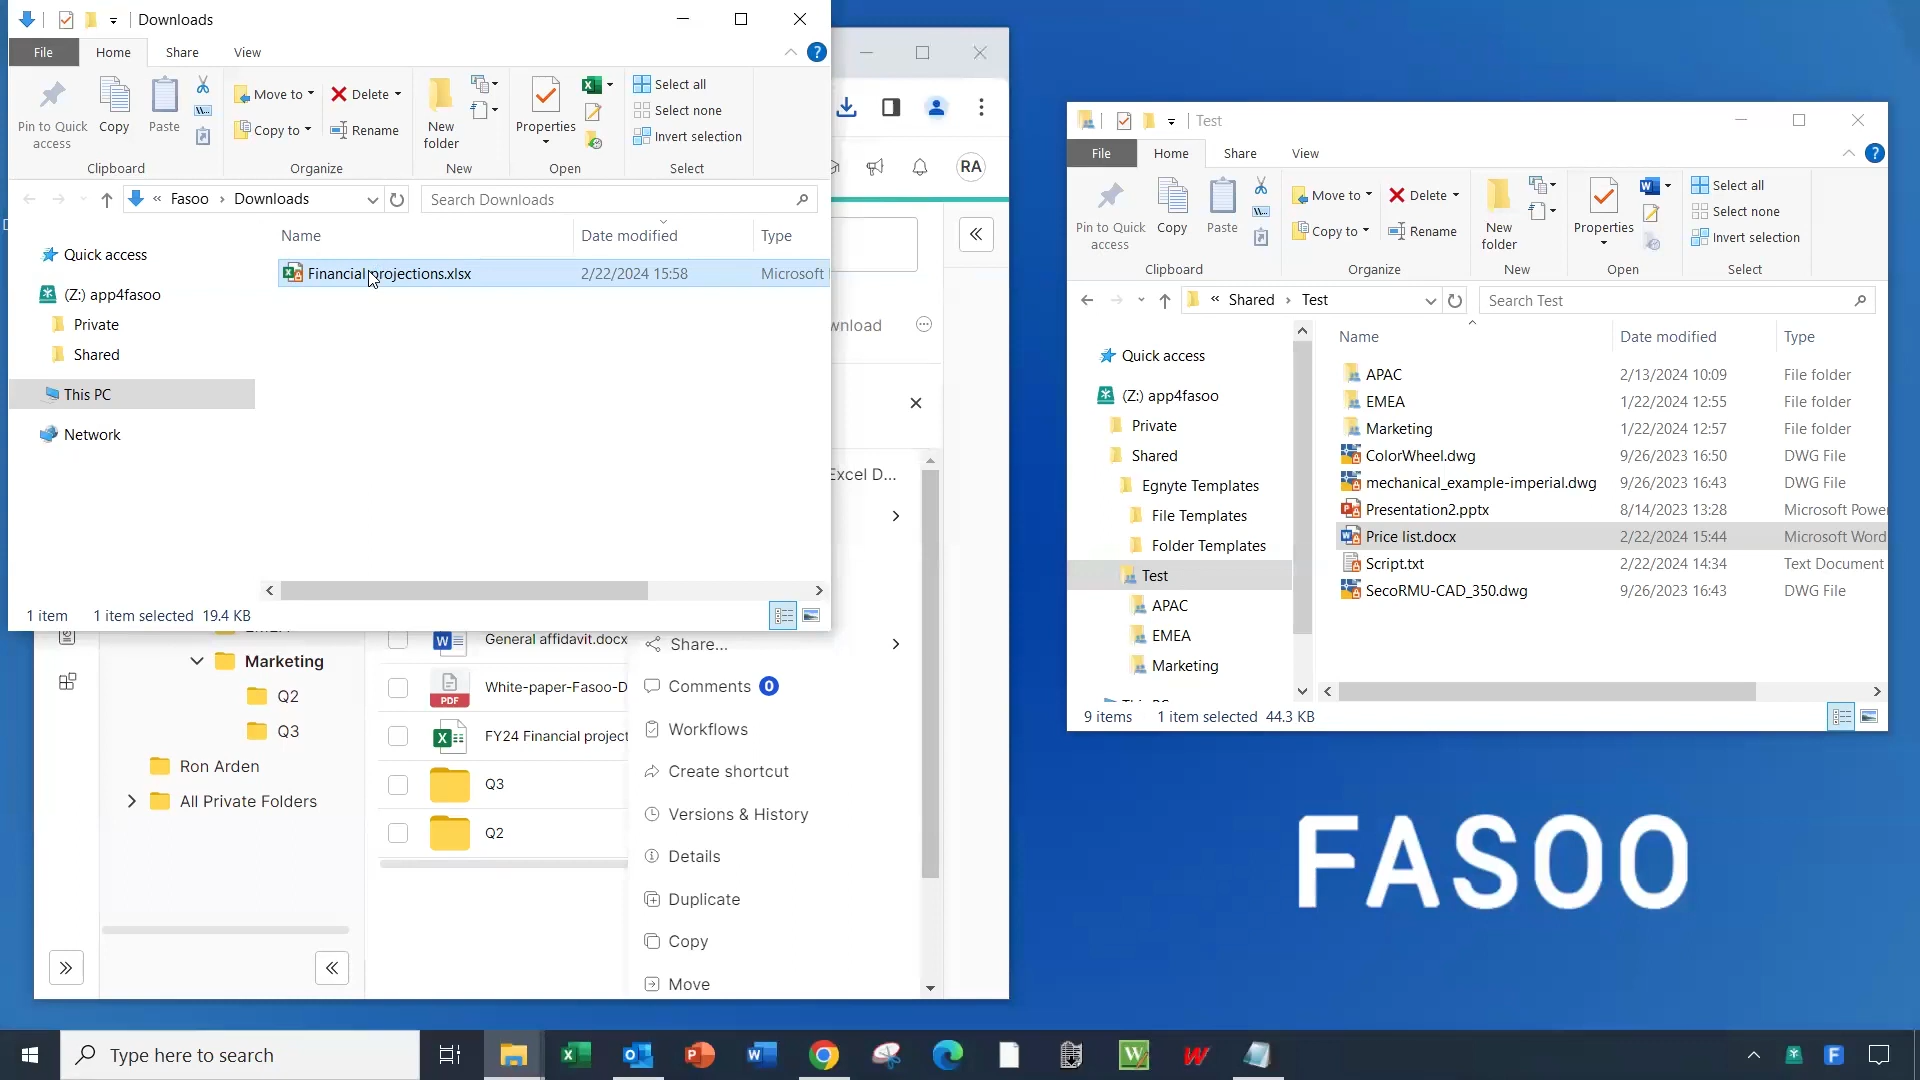 Downloads
File Home Share View
Pin to Quick access
Copy
Paste
Clipboard
Move to
Copy to
Delete
Rename
Organize
New folder
New
Properties
Open
Select all
Select none
Invert selection
Select
Fasoo Downloads
Search Downloads
Name Date modified Type
Financial projections.xlsx 2/22/2024 15:58 Microsoft
Quick access
(Z:) app4fasoo
Private
Shared
This PC
Network
1 item 1 item selected 19.4 KB
RA
wnload
Excel D...
Marketing
Q2
Q3
Ron Arden
All Private Folders
General affidavit.docx
White-paper-Fasoo-D
FY24 Financial project
Q3
Q2
PDF
Share...
Comments 0
Workflows
Create shortcut
Versions & History
Details
Duplicate
Copy
Move
Test
File Home Share View
Pin to Quick access
Copy
Paste
Clipboard
Move to
Copy to
Delete
Rename
Organize
New folder
New
Properties
Open
Select all
Select none
Invert selection
Select
Shared Test
Search Test
Name Date modified Type
APAC 2/13/2024 10:09 File folder
EMEA 1/22/2024 12:55 File folder
Marketing 1/22/2024 12:57 File folder
ColorWheel.dwg 9/26/2023 16:50 DWG File
mechanical_example-imperial.dwg 9/26/2023 16:43 DWG File
Presentation2.pptx 8/14/2023 13:28 Microsoft Power
Price list.docx 2/22/2024 15:44 Microsoft Word
Script.txt 2/22/2024 14:34 Text Document
SecoRMU-CAD_350.dwg 9/26/2023 16:43 DWG File
Quick access
(Z:) app4fasoo
Private
Shared
Egnyte Templates
File Templates
Folder Templates
Test
APAC
EMEA
Marketing
9 items 1 item selected 44.3 KB
FASOO
Type here to search